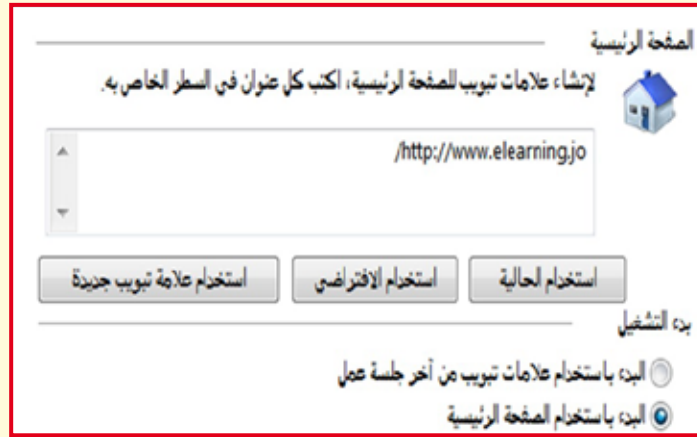 الصفحة الرئيسية
لإنشاء علامات تبويب للصفحة الرئيسية، اكتب كل عنوان في السطر الخاص به.
/http://www.elearning.jo
استخدام الحالية استخدام الافتراضي استخدام علامة تبويب جديدة
بدء التشغيل
البدء باستخدام علامات تبويب من آخر جلسة عمل
البدء باستخدام الصفحة الرئيسية